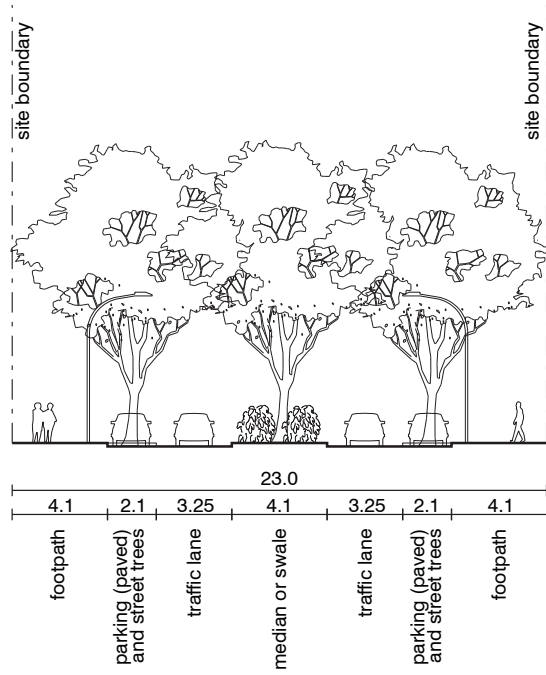 site boundary
site boundary
23.0
4.1 2.1 3.25 4.1 3.25 2.1 4.1
footpath
parking (paved)
and street trees
traffic lane
median or swale
traffic lane
parking (paved)
and street trees
footpath